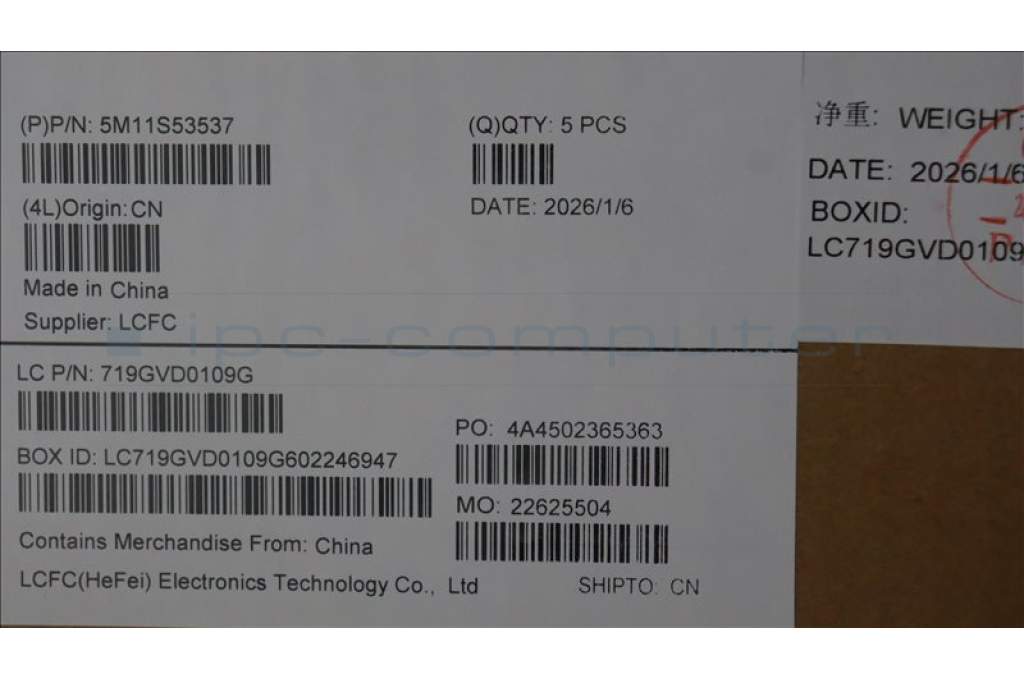 (P)P/N: 5M11S53537
(Q)QTY: 5 PCS
(4L)Origin:CN
DATE: 2026/1/6
Made in China
Supplier: LCFC
净重: WEIGHT:
DATE: 2026/1/6
BOXID:
LC719GVD0109
ipc-computer
LC P/N: 719GVD0109G
PO: 4A4502365363
BOX ID: LC719GVD0109G602246947
MO: 22625504
Contains Merchandise From: China
LCFC(HeFei) Electronics Technology Co., Ltd
SHIPTO: CN